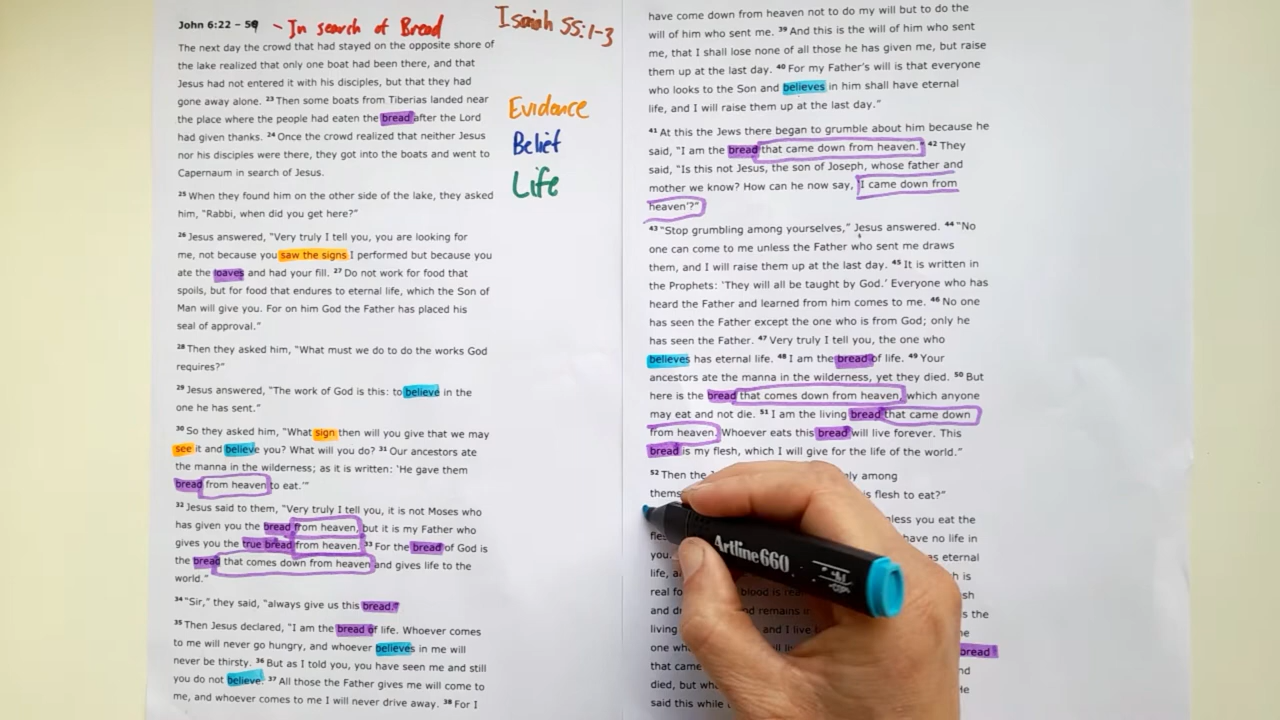 John 6:22 – 59 - In search of Bread
Isaiah 55:1-3
The next day the crowd that had stayed on the opposite shore of
the lake realized that only one boat had been there, and that
Jesus had not entered it with his disciples, but that they had
gone away alone. 23 Then some boats from Tiberias landed near
the place where the people had eaten the bread after the Lord
had given thanks. 24 Once the crowd realized that neither Jesus
nor his disciples were there, they got into the boats and went to
Capernaum in search of Jesus.
Evidence
Belief
Life
25 When they found him on the other side of the lake, they asked
him, "Rabbi, when did you get here?"
26 Jesus answered, "Very truly I tell you, you are looking for
me, not because you saw the signs I performed but because you
ate the loaves and had your fill. 27 Do not work for food that
spoils, but for food that endures to eternal life, which the Son of
Man will give you. For on him God the Father has placed his
seal of approval."
28 Then they asked him, "What must we do to do the works God
requires?"
29 Jesus answered, "The work of God is this: to believe in the
one he has sent."
30 So they asked him, "What sign then will you give that we may
see it and believe you? What will you do? 31 Our ancestors ate
the manna in the wilderness; as it is written: 'He gave them
bread from heaven to eat.'"
32 Jesus said to them, "Very truly I tell you, it is not Moses who
has given you the bread from heaven, but it is my Father who
gives you the true bread from heaven. 33 For the bread of God is
the bread that comes down from heaven and gives life to the
world."
34 "Sir," they said, "always give us this bread."
35 Then Jesus declared, "I am the bread of life. Whoever comes
to me will never go hungry, and whoever believes in me will
never be thirsty. 36 But as I told you, you have seen me and still
you do not believe. 37 All those the Father gives me will come to
me, and whoever comes to me I will never drive away. 38 For I
have come down from heaven not to do my will but to do the
will of him who sent me. 39 And this is the will of him who sent
me, that I shall lose none of all those he has given me, but raise
them up at the last day. 40 For my Father's will is that everyone
who looks to the Son and believes in him shall have eternal
life, and I will raise them up at the last day."
41 At this the Jews there began to grumble about him because he
said, "I am the bread that came down from heaven." 42 They
said, "Is this not Jesus, the son of Joseph, whose father and
mother we know? How can he now say, 'I came down from
heaven'?"
43 "Stop grumbling among yourselves," Jesus answered. 44 "No
one can come to me unless the Father who sent me draws
them, and I will raise them up at the last day. 45 It is written in
the Prophets: 'They will all be taught by God.' Everyone who has
heard the Father and learned from him comes to me. 46 No one
has seen the Father except the one who is from God; only he
has seen the Father. 47 Very truly I tell you, the one who
believes has eternal life. 48 I am the bread of life. 49 Your
ancestors ate the manna in the wilderness, yet they died. 50 But
here is the bread that comes down from heaven, which anyone
may eat and not die. 51 I am the living bread that came down
from heaven. Whoever eats this bread will live forever. This
bread is my flesh, which I will give for the life of the world."
52 Then the among
flesh to eat?"
you eat the
have no life in
you. eternal
life, is
real blood is
and remains
living and I the
one
bread
that came
died, but
said this while
Artline 660